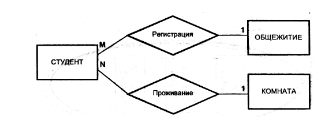 Регистрация
М
1
ОБЩЕЖИТИЕ
СТУДЕНТ
N
Проживание
1
КОМНАТА